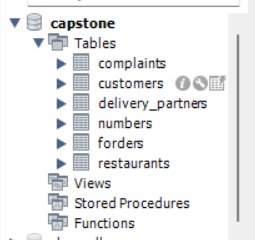 capstone
Tables
complaints
customers
delivery_partners
numbers
forders
restaurants
Views
Stored Procedures
Functions